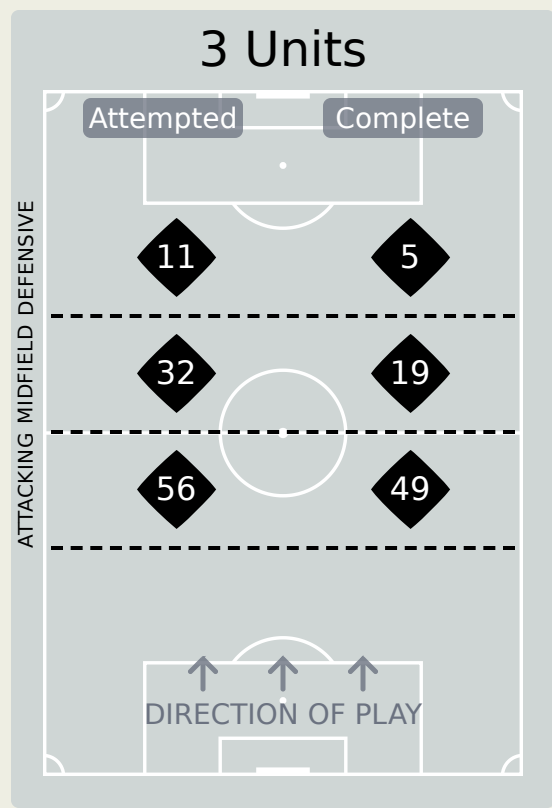 3 Units
Attempted Complete
ATTACKING MIDFIELD DEFENSIVE
11 5
32 19
56 49
DIRECTION OF PLAY